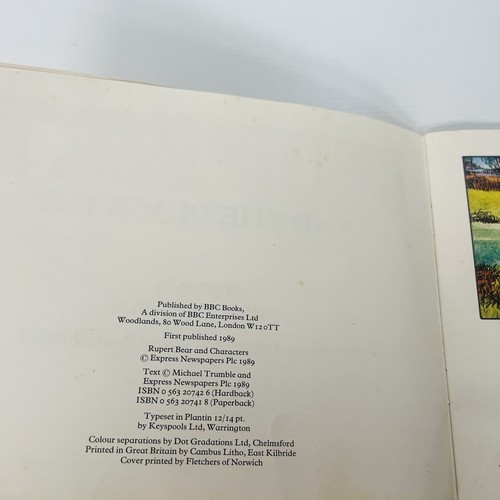 Published by BBC Books,
A division of BBC Enterprises Ltd
Woodlands, 80 Wood Lane, London W12 0TT
First published 1989
Rupert Bear and Characters
© Express Newspapers Plc 1989
Text © Michael Trumble and
Express Newspapers Plc 1989
ISBN 0 563 20742 6 (Hardback)
ISBN 0 563 20741 8 (Paperback)
Typeset in Plantin 12/14 pt.
by Keyspools Ltd, Warrington
Colour separations by Dot Gradations Ltd, Chelmsford
Printed in Great Britain by Cambus Litho, East Kilbride
Cover printed by Fletchers of Norwich